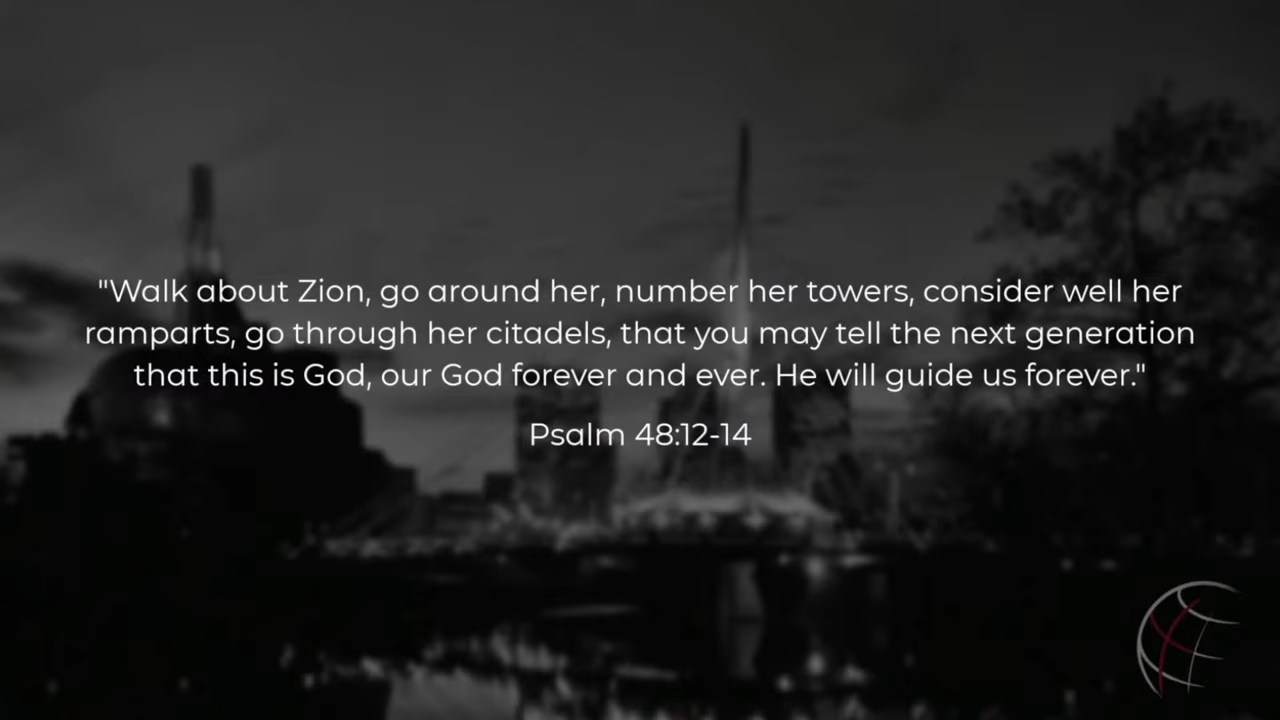 "Walk about Zion, go around her, number her towers, consider well her
ramparts, go through her citadels, that you may tell the next generation
that this is God, our God forever and ever. He will guide us forever."
Psalm 48:12-14